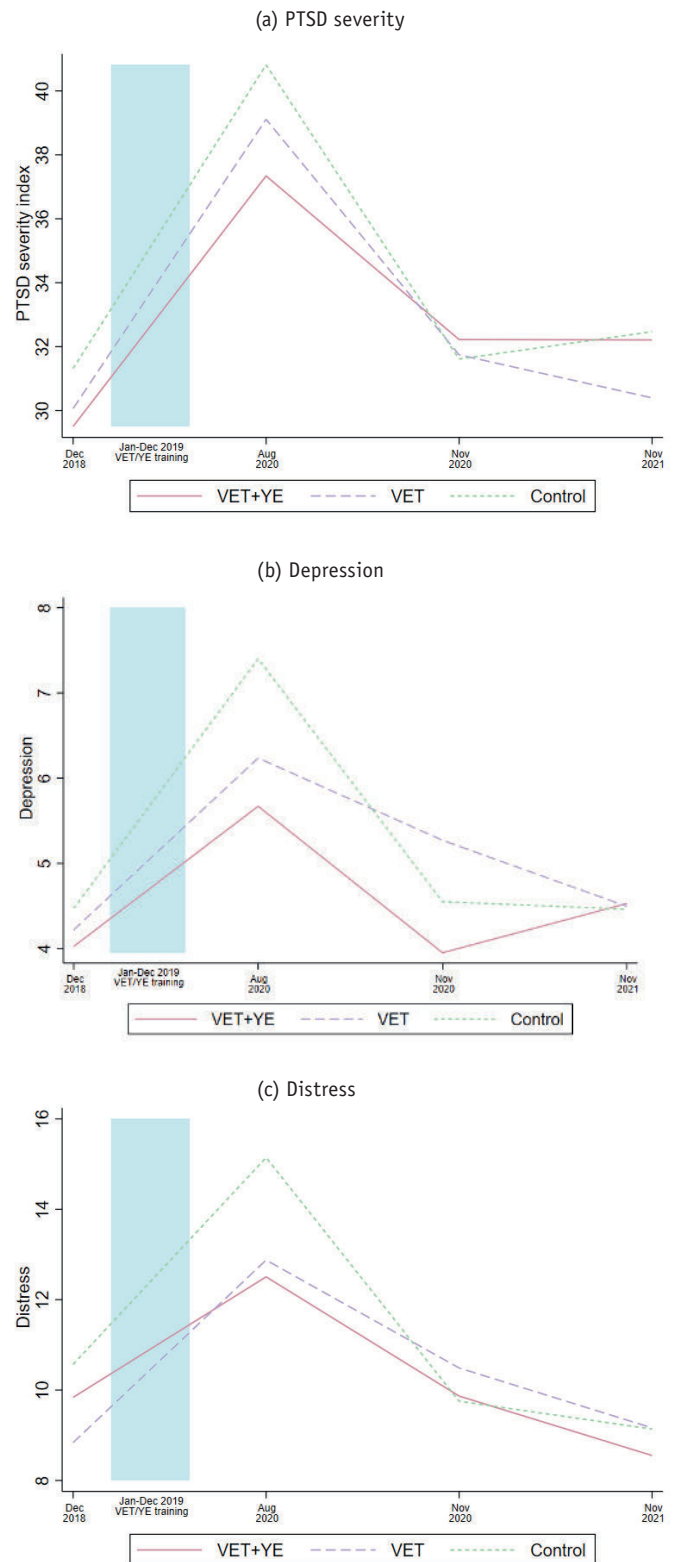 (a) PTSD severity
40
38
36
34
32
30
PTSD severity index
Dec
2018
Jan-Dec 2019
VET/YE training
Aug
2020
Nov
2020
Nov
2021
VET+YE VET Control
(b) Depression
8
7
6
5
4
Depression
Dec
2018
Jan-Dec 2019
VET/YE training
Aug
2020
Nov
2020
Nov
2021
VET+YE VET Control
(c) Distress
16
14
12
10
8
Distress
Dec
2018
Jan-Dec 2019
VET/YE training
Aug
2020
Nov
2020
Nov
2021
VET+YE VET Control